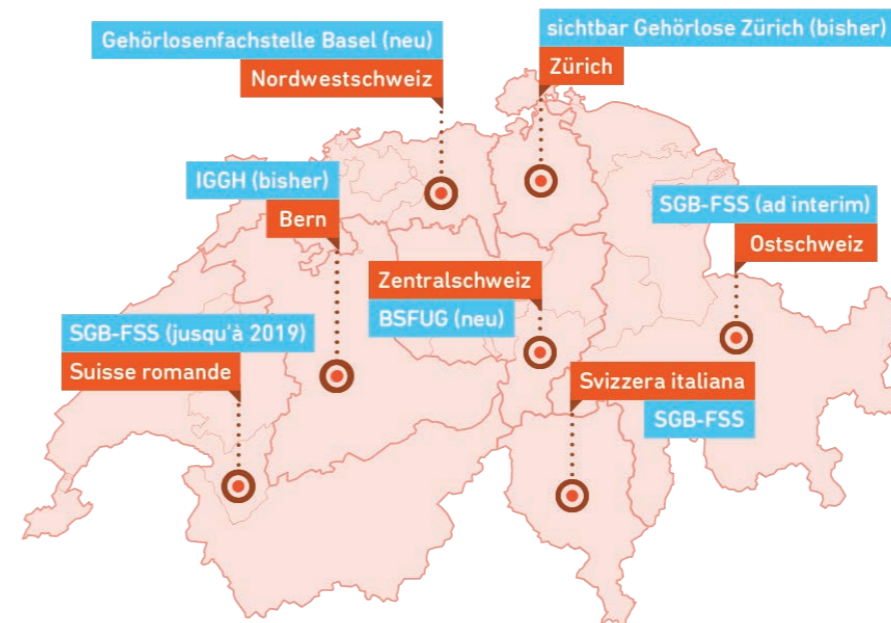 Gehörlosenfachstelle Basel (neu)
Nordwestschweiz
sichtbar Gehörlose Zürich (bisher)
Zürich
IGGH (bisher)
Bern
SGB-FSS (ad interim)
Ostschweiz
Zentralschweiz
BSFUG (neu)
SGB-FSS (jusqu'à 2019)
Suisse romande
Svizzera italiana
SGB-FSS